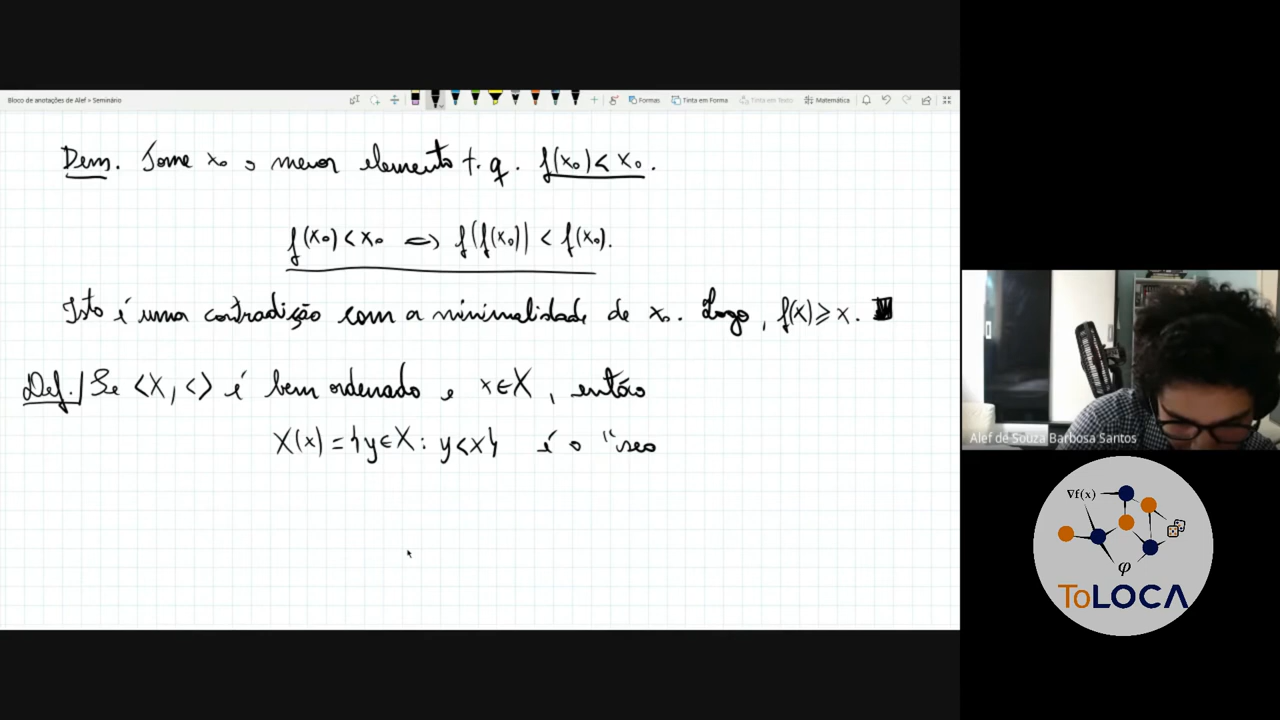 Bloco de anotações de Alef > Seminário
Formas
Tinta em Forma
Tinta em Texto
Matemática
Dem. Tome x₀ o menor elemento t.q. f(x₀) < x₀.
f(x₀) < x₀ ⇒ f(f(x₀)) < f(x₀).
Isto é uma contradição com a minimalidade de x₀. Logo, f(x) ⩾ x. ■
Def./ Se <X, <> é bem ordenado e x ∈ X, então
X(x) = {y ∈ X : y < x} é o "seg
Alef de Souza Barbosa Santos
∇f(x)
φ
ToLOCA